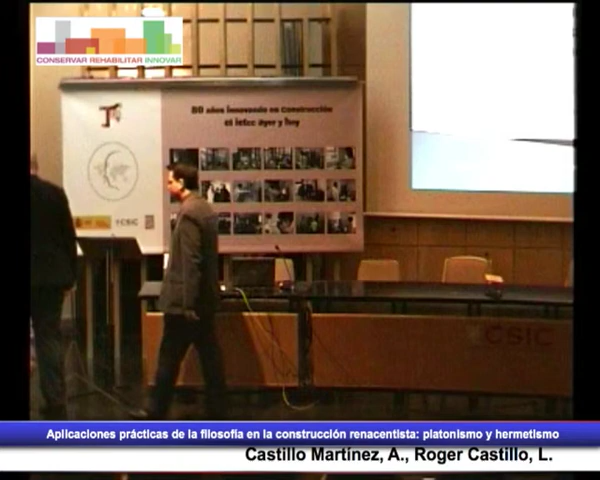 CONSERVAR REHABILITAR INNOVAR
80 años innovando en Construcción
el ietcc ayer y hoy
CSIC
CSIC
Aplicaciones prácticas de la filosofía en la construcción renacentista: platonismo y hermetismo
Castillo Martínez, A., Roger Castillo, L.